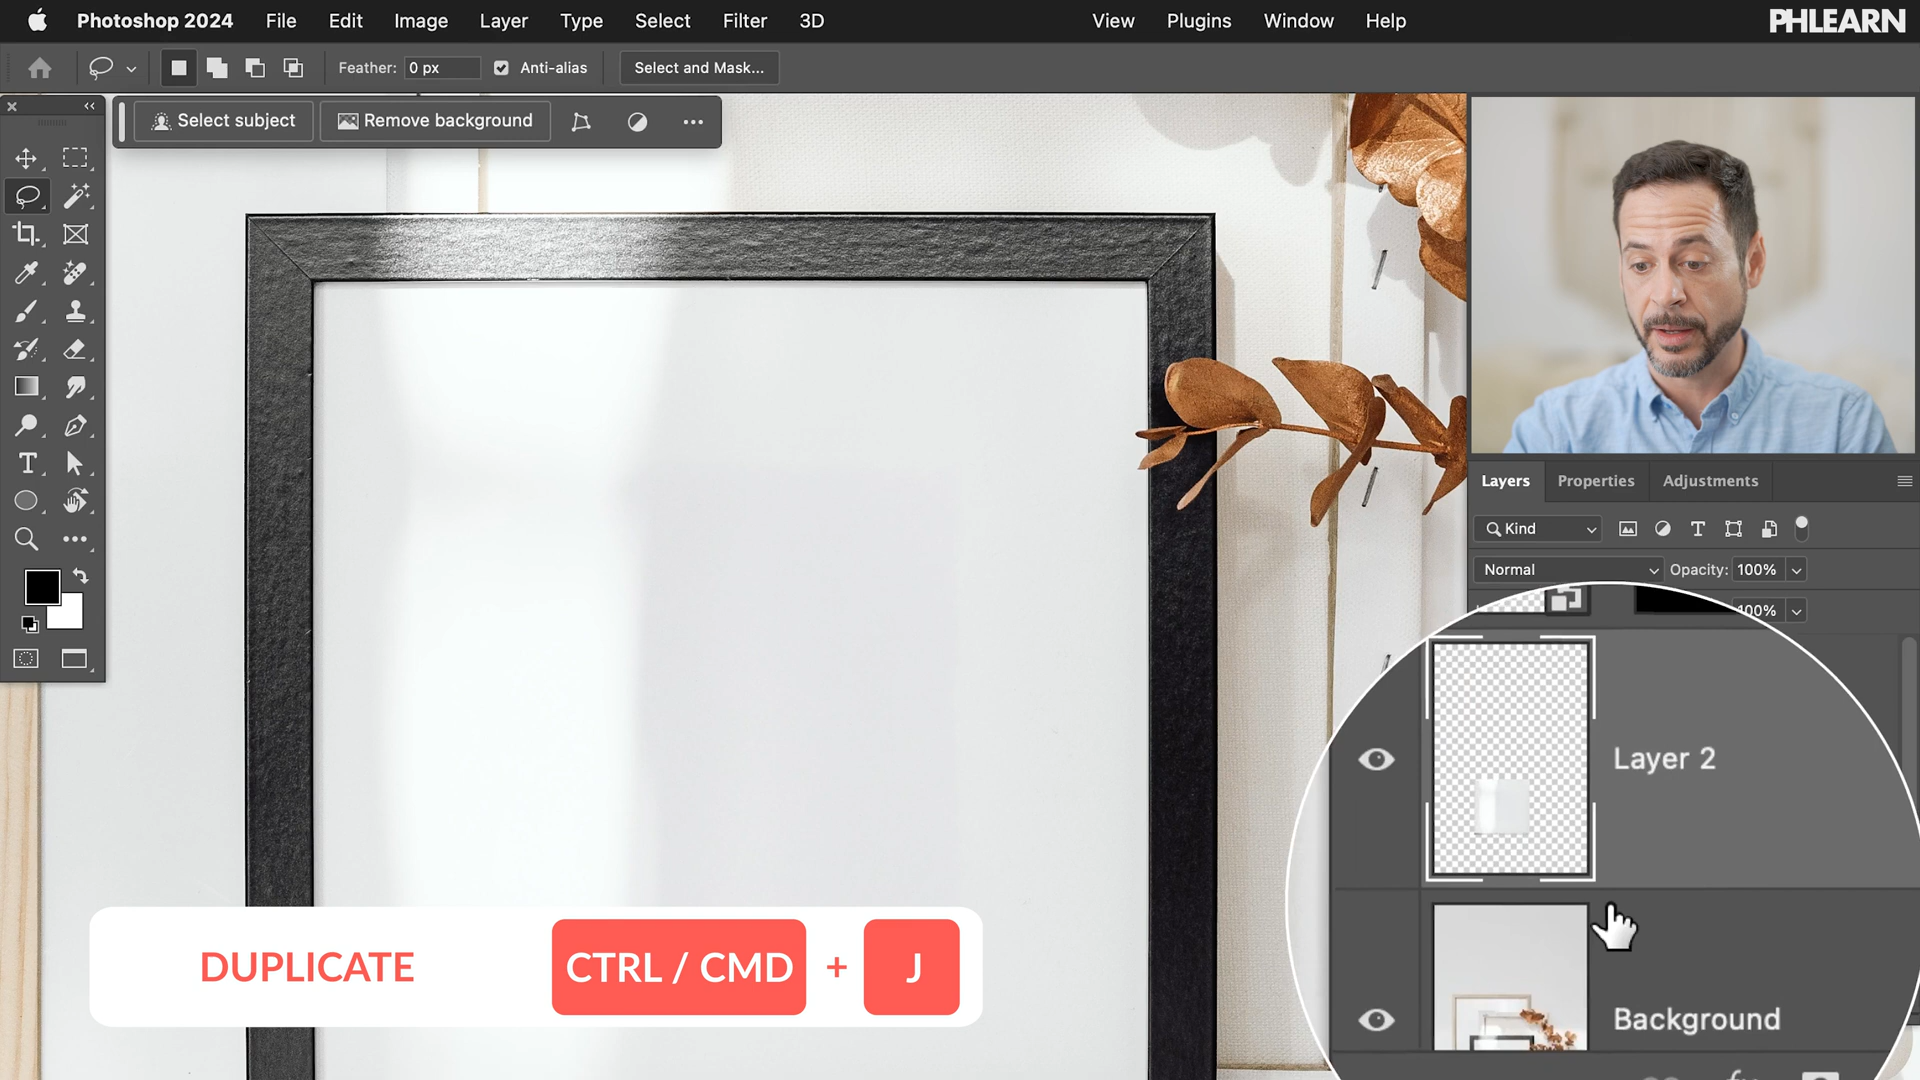 Photoshop 2024 File Edit Image Layer Type Select Filter 3D View Plugins Window Help
PHLEARN
Feather: 0 px Anti-alias Select and Mask...
Select subject Remove background
Layers Properties Adjustments
Kind
Normal Opacity: 100%
100%
Layer 2
Background
DUPLICATE CTRL / CMD + J